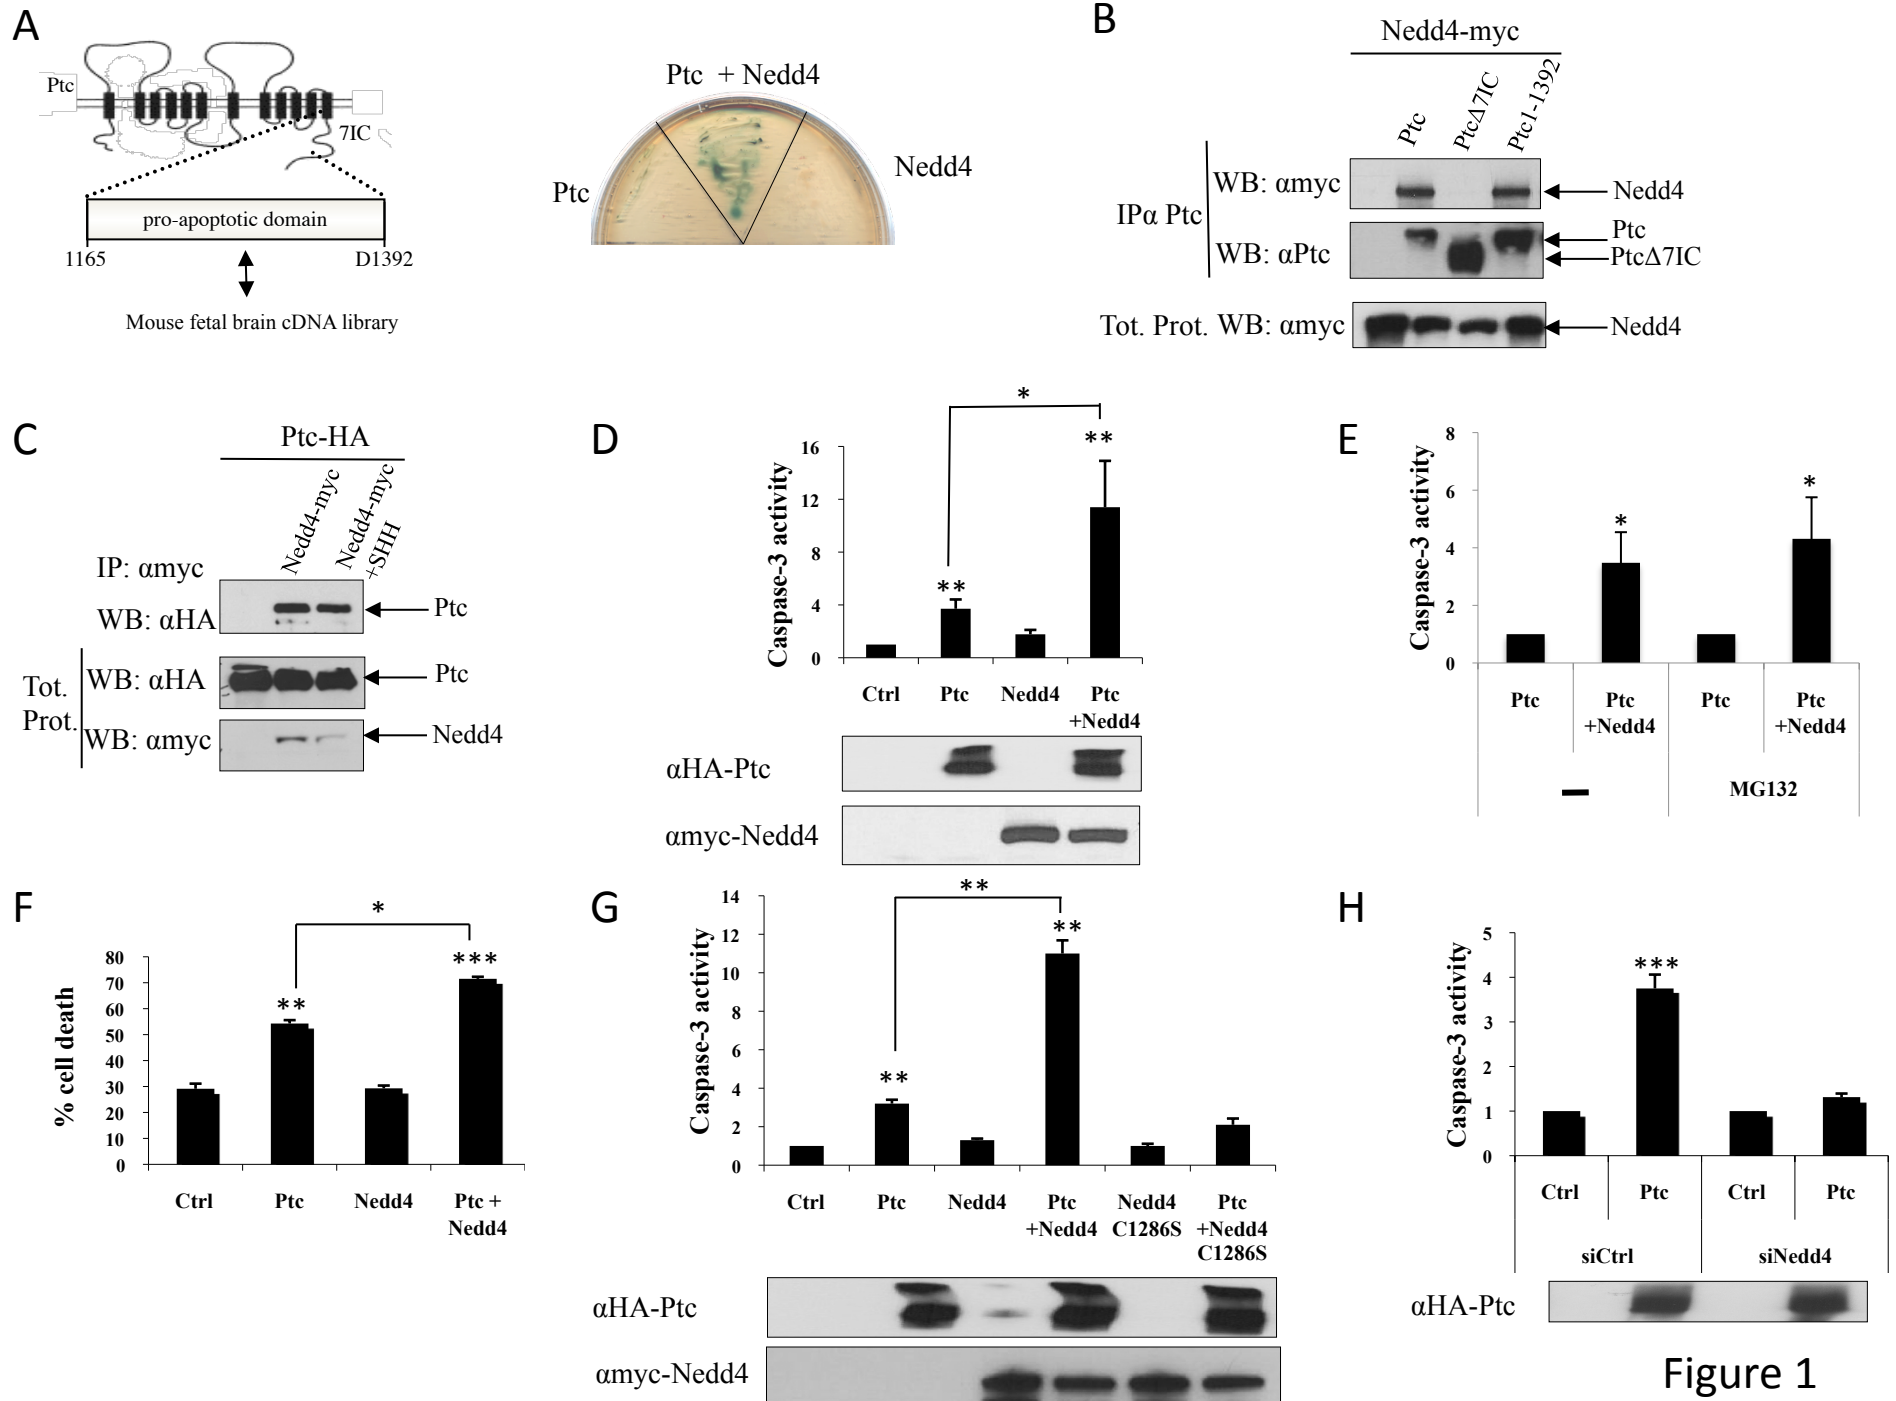 A
Ptc
7IC
pro-apoptotic domain
1165
D1392
Mouse fetal brain cDNA library
Ptc + Nedd4
Ptc
Nedd4
B
Nedd4-myc
Ptc
PtcΔ7IC
Ptc1-1392
IPα Ptc
WB: αmyc
Nedd4
WB: αPtc
Ptc
PtcΔ7IC
Tot. Prot. WB: αmyc
Nedd4
C
Ptc-HA
Nedd4-myc
Nedd4-myc
+SHH
IP: αmyc
WB: αHA
Ptc
Tot.
Prot.
WB: αHA
Ptc
WB: αmyc
Nedd4
D
Caspase-3 activity
16
12
8
4
0
*
**
**
Ctrl
Ptc
Nedd4
Ptc
+Nedd4
αHA-Ptc
αmyc-Nedd4
E
Caspase-3 activity
8
6
4
2
0
*
*
Ptc
Ptc
+Nedd4
Ptc
Ptc
+Nedd4
–
MG132
F
% cell death
80
70
60
50
40
30
20
10
0
*
**
***
Ctrl
Ptc
Nedd4
Ptc +
Nedd4
G
Caspase-3 activity
14
12
10
8
6
4
2
0
**
**
**
Ctrl
Ptc
Nedd4
Ptc
+Nedd4
Nedd4
C1286S
Ptc
+Nedd4
C1286S
αHA-Ptc
αmyc-Nedd4
H
Caspase-3 activity
5
4
3
2
1
0
***
Ctrl
Ptc
Ctrl
Ptc
siCtrl
siNedd4
αHA-Ptc
Figure 1